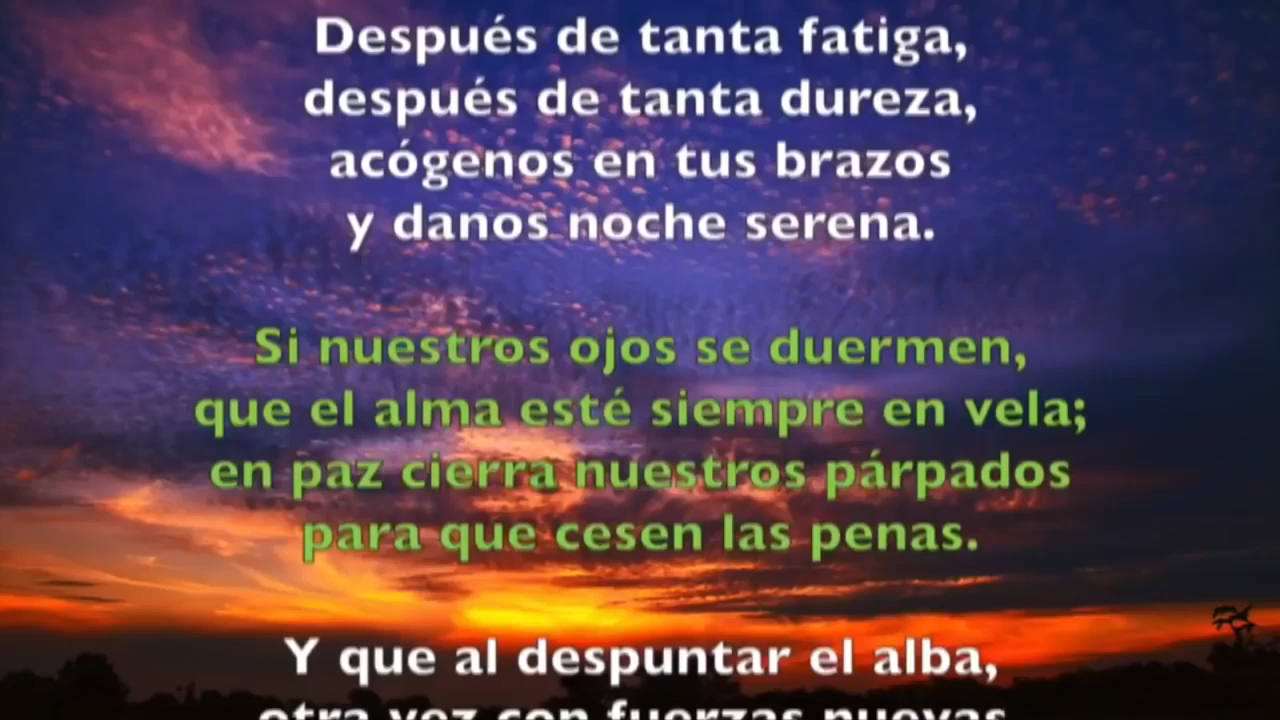 Después de tanta fatiga,
después de tanta dureza,
acógenos en tus brazos
y danos noche serena.
Si nuestros ojos se duermen,
que el alma esté siempre en vela;
en paz cierra nuestros párpados
para que cesen las penas.
Y que al despuntar el alba,
otra vez con fuerzas nuevas